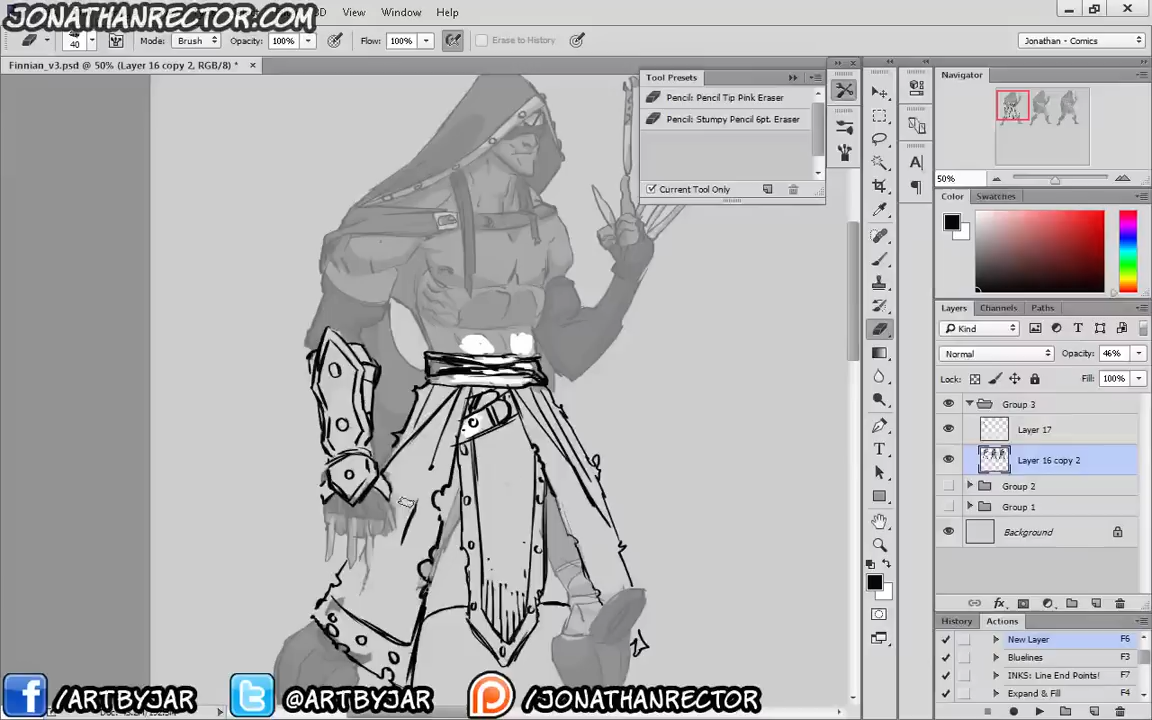 JONATHANRECTOR.COM
D View Window Help
40 Mode: Brush Opacity: 100% Flow: 100% Erase to History Jonathan - Comics
Finnian_v3.psd @ 50% (Layer 16 copy 2, RGB/8) * ×
Tool Presets
Pencil: Pencil Tip Pink Eraser
Pencil: Stumpy Pencil 6pt. Eraser
Current Tool Only
Navigator
50%
Color Swatches
Layers Channels Paths
Kind
Normal Opacity: 46%
Lock: Fill: 100%
Group 3
Layer 17
Layer 16 copy 2
Group 2
Group 1
Background
History Actions
New Layer F6
Bluelines F3
INKS: Line End Points! F7
Expand & Fill F4
/ARTBYJAR @ARTBYJAR /JONATHANRECTOR